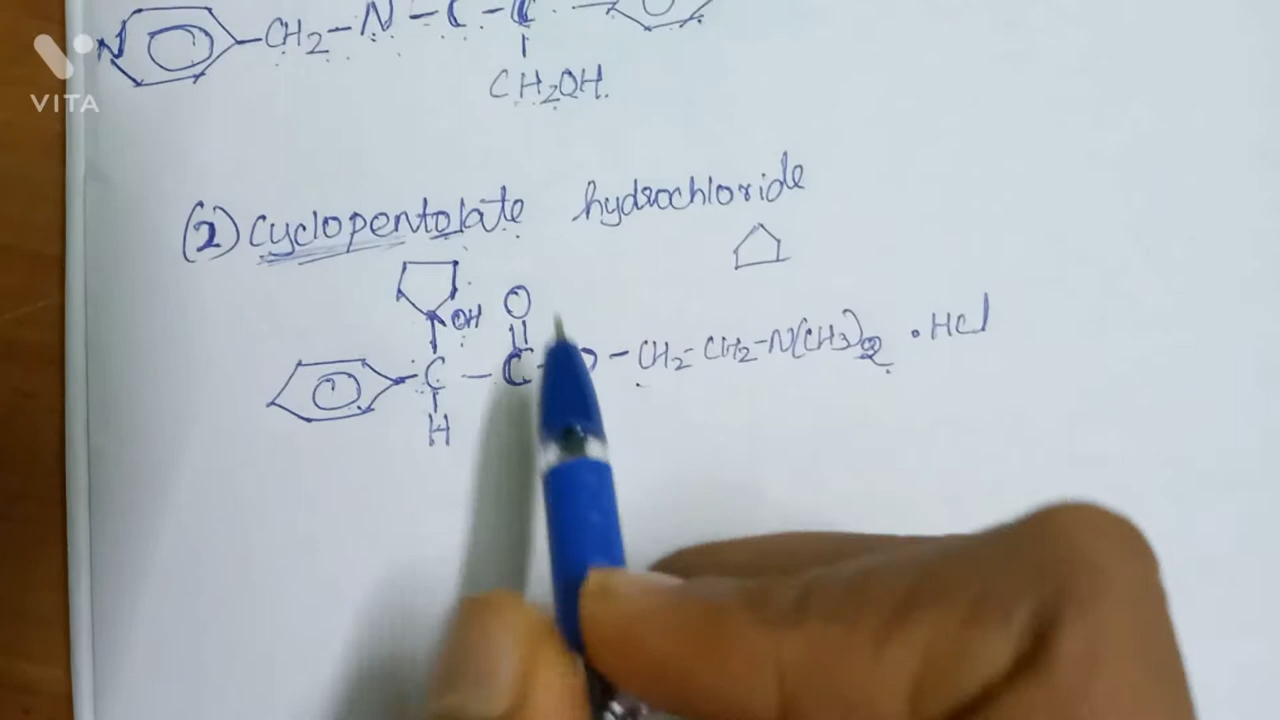 N -CH2-N-C-C-
VITA
CH2OH.
(2) Cyclopentolate hydrochloride
OH O
C - C - O - CH2-CH2-N(CH3)2 . HCl
H